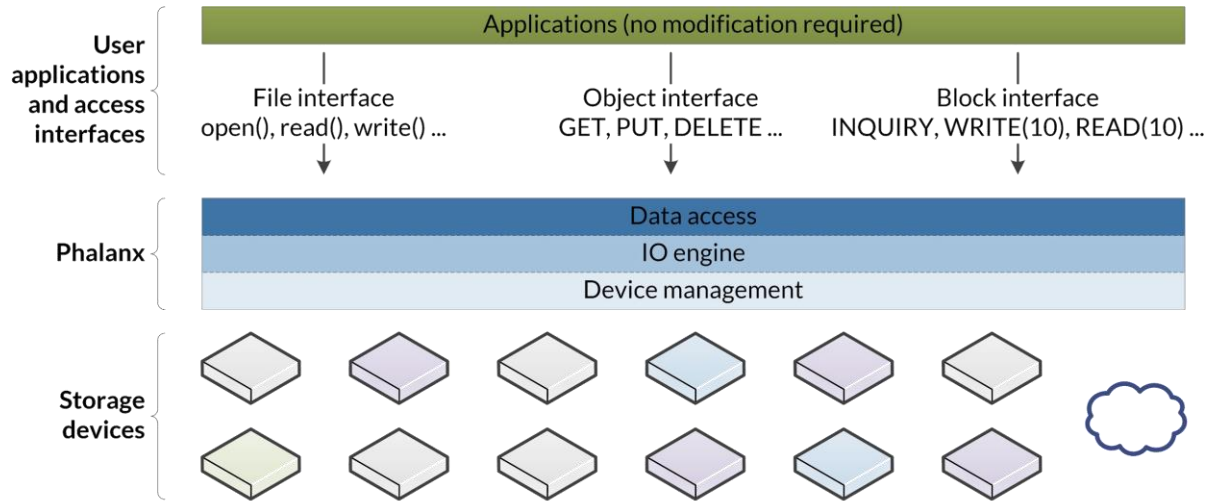 Applications (no modification required)
User
applications
and access
interfaces
File interface
open(), read(), write() ...
Object interface
GET, PUT, DELETE ...
Block interface
INQUIRY, WRITE(10), READ(10) ...
Phalanx
Data access
IO engine
Device management
Storage
devices